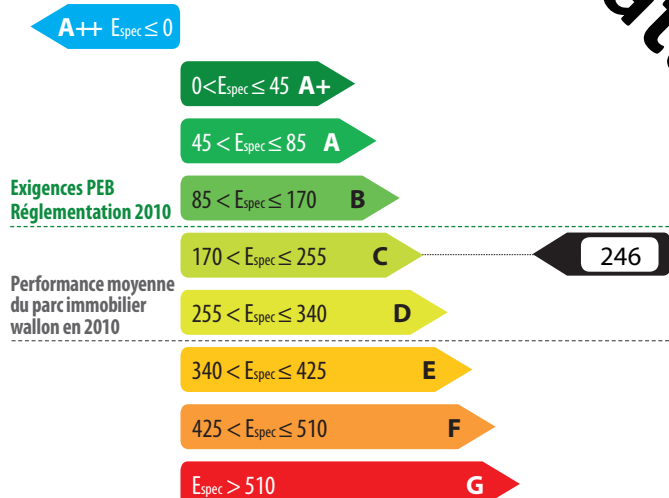 A++ Espec ≤ 0
0<Espec ≤ 45 A+
45 < Espec ≤ 85 A
Exigences PEB
Réglementation 2010
85 < Espec ≤ 170 B
170 < Espec ≤ 255 C
246
Performance moyenne
du parc immobilier
wallon en 2010
255 < Espec ≤ 340 D
340 < Espec ≤ 425 E
425 < Espec ≤ 510 F
Espec > 510 G